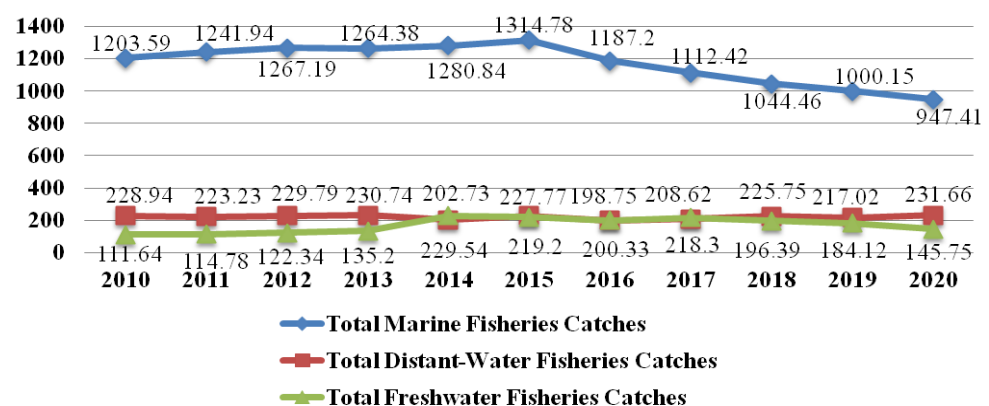 1400
1200
1000
800
600
400
200
0
1203.59 1241.94 1267.19 1264.38 1280.84 1314.78 1187.2 1112.42 1044.46 1000.15 947.41
228.94 223.23 229.79 230.74 202.73 227.77 198.75 208.62 225.75 217.02 231.66
111.64 114.78 122.34 135.2 229.54 219.2 200.33 218.3 196.39 184.12 145.75
2010 2011 2012 2013 2014 2015 2016 2017 2018 2019 2020
Total Marine Fisheries Catches
Total Distant-Water Fisheries Catches
Total Freshwater Fisheries Catches